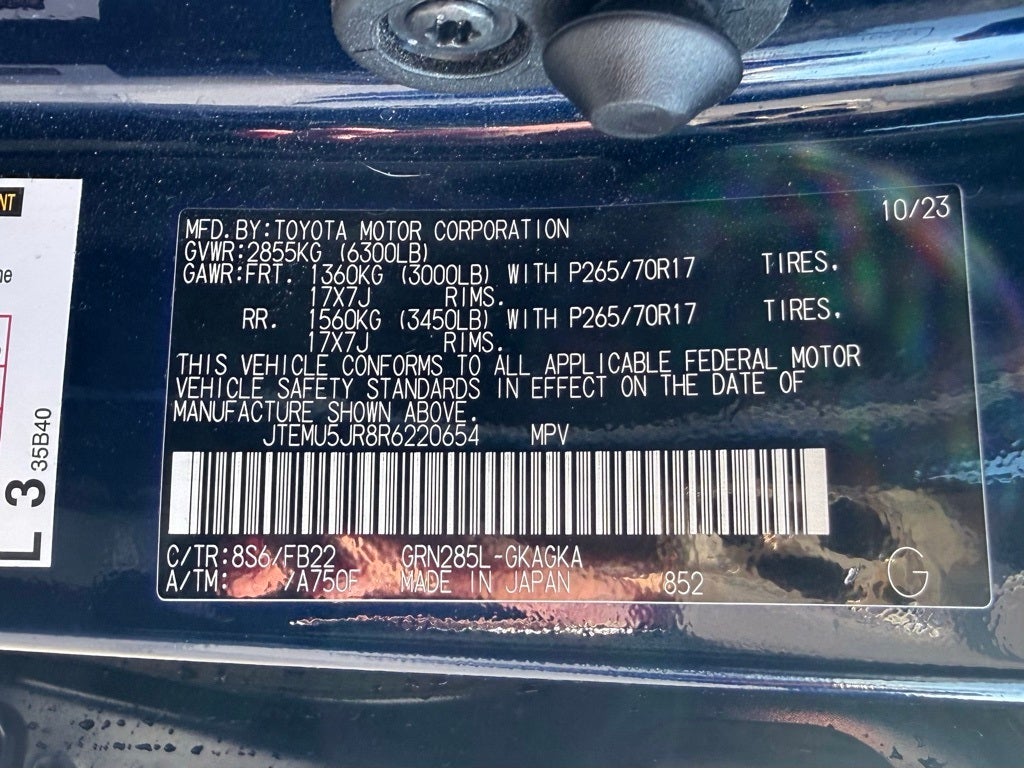 10/23
MFD.BY:TOYOTA MOTOR CORPORATION
GVWR:2855KG (6300LB)
GAWR:FRT. 1360KG (3000LB) WITH P265/70R17 TIRES.
17X7J RIMS.
RR. 1560KG (3450LB) WITH P265/70R17 TIRES.
17X7J RIMS.
THIS VEHICLE CONFORMS TO ALL APPLICABLE FEDERAL MOTOR
VEHICLE SAFETY STANDARDS IN EFFECT ON THE DATE OF
MANUFACTURE SHOWN ABOVE.
JTEMU5JR8R6220654 MPV
C/TR:8S6/FB22 GRN285L-GKAGKA
A/TM: /A750F MADE IN JAPAN 852 G
NT
35B40
3